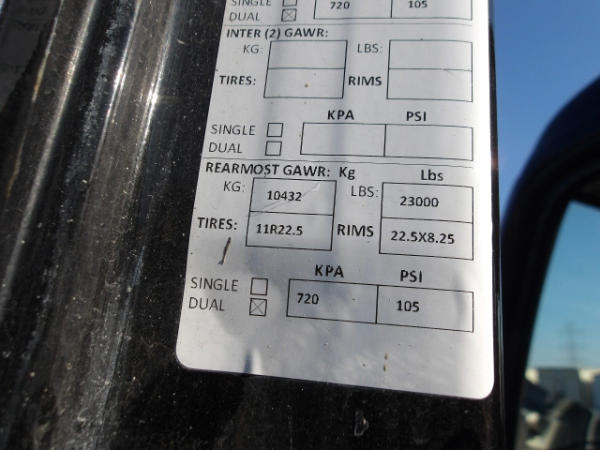 SINGLE 720 105
DUAL
INTER (2) GAWR:
KG: LBS:
TIRES: RIMS
KPA PSI
SINGLE
DUAL
REARMOST GAWR: Kg Lbs
KG: 10432 LBS: 23000
TIRES: 11R22.5 RIMS 22.5X8.25
KPA PSI
SINGLE
DUAL 720 105